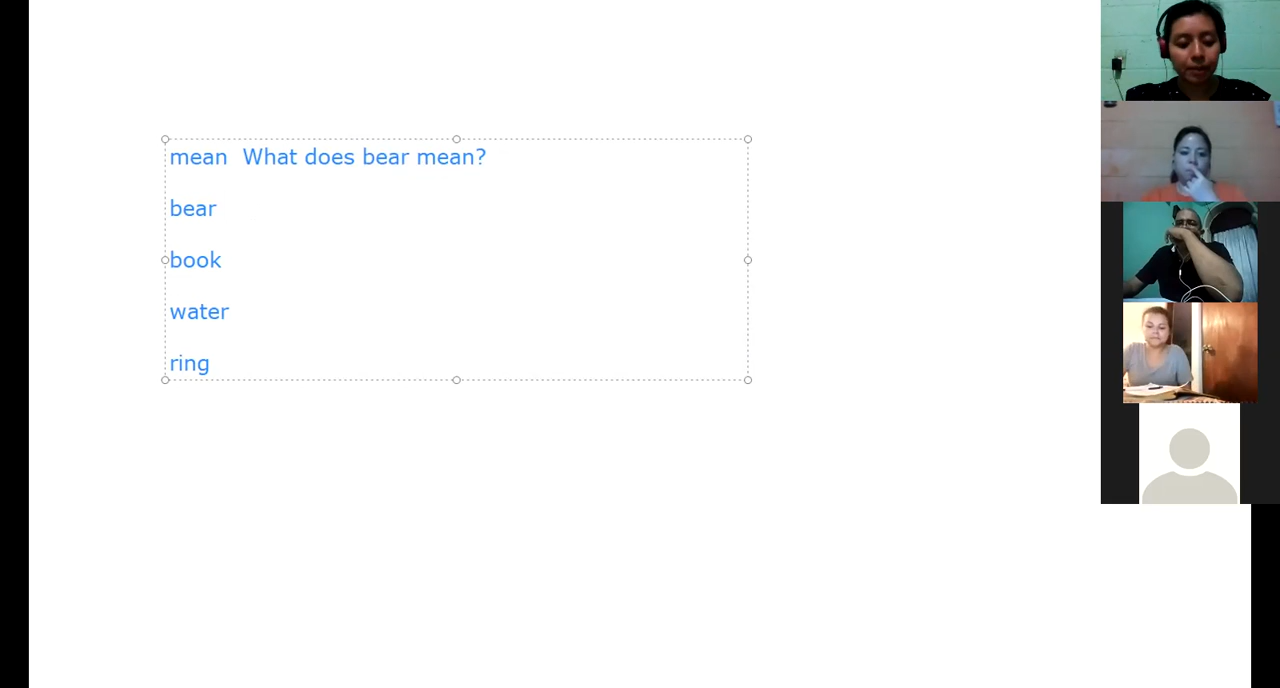 mean  What does bear mean?
bear
book
water
ring